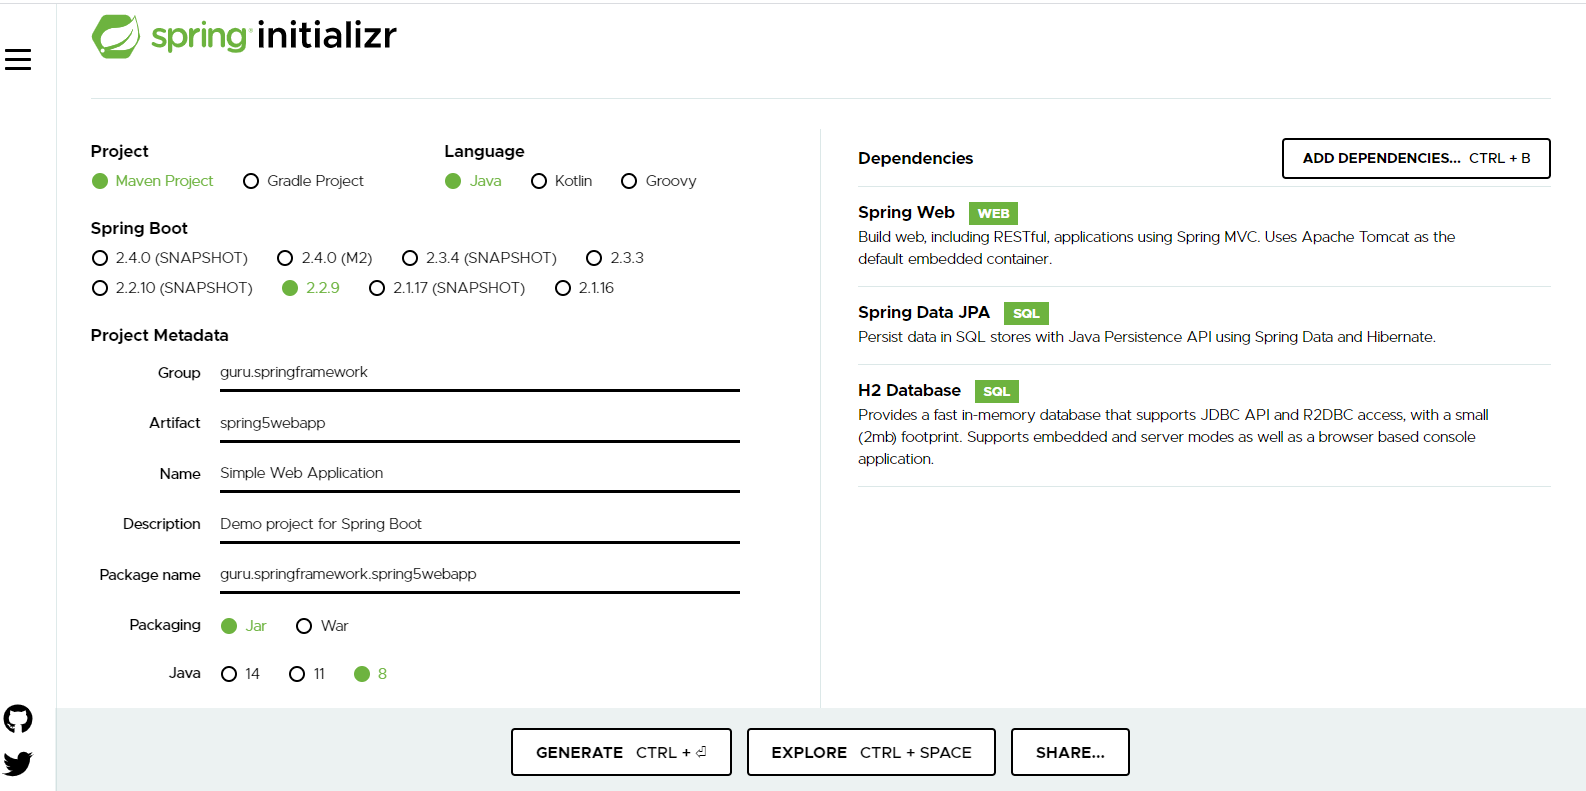 spring initializr
Project
Maven Project Gradle Project
Language
Java Kotlin Groovy
Spring Boot
2.4.0 (SNAPSHOT) 2.4.0 (M2) 2.3.4 (SNAPSHOT) 2.3.3
2.2.10 (SNAPSHOT) 2.2.9 2.1.17 (SNAPSHOT) 2.1.16
Project Metadata
Group guru.springframework
Artifact spring5webapp
Name Simple Web Application
Description Demo project for Spring Boot
Package name guru.springframework.spring5webapp
Packaging Jar War
Java 14 11 8
Dependencies
ADD DEPENDENCIES... CTRL + B
Spring Web WEB
Build web, including RESTful, applications using Spring MVC. Uses Apache Tomcat as the
default embedded container.
Spring Data JPA SQL
Persist data in SQL stores with Java Persistence API using Spring Data and Hibernate.
H2 Database SQL
Provides a fast in-memory database that supports JDBC API and R2DBC access, with a small
(2mb) footprint. Supports embedded and server modes as well as a browser based console
application.
GENERATE CTRL + ⏎
EXPLORE CTRL + SPACE
SHARE...